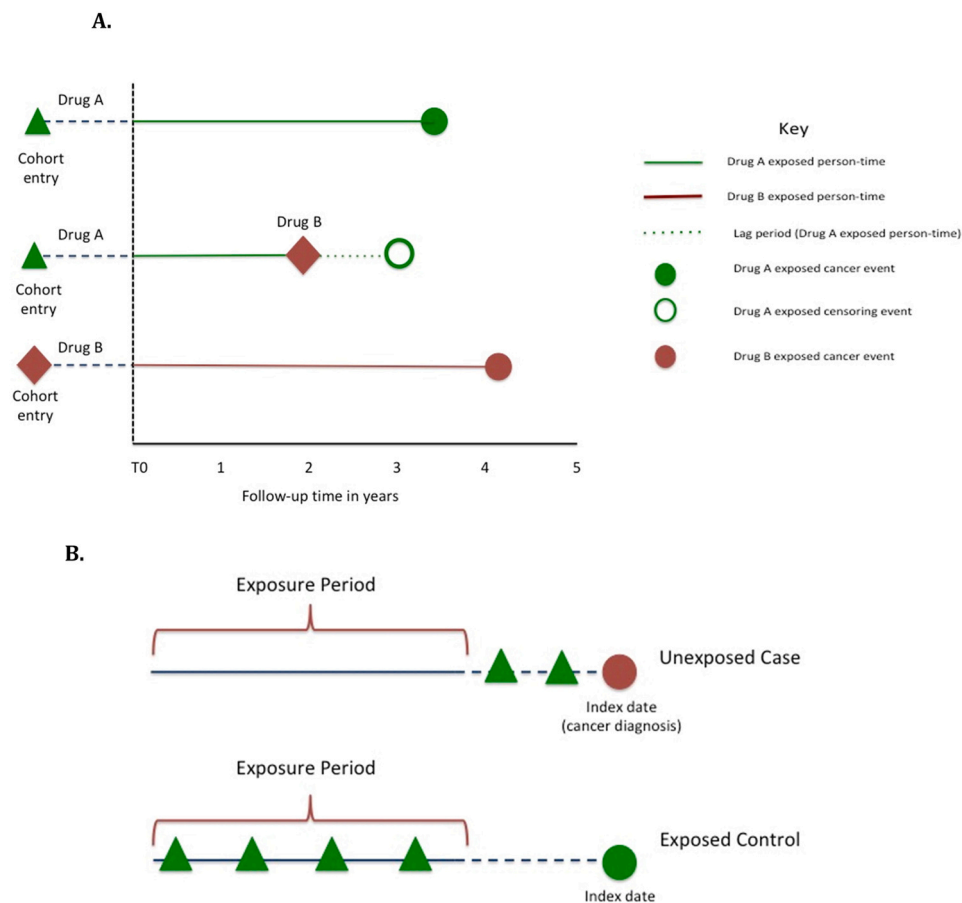 A.
Drug A
Cohort
entry
Drug B
Drug A
Cohort
entry
Drug B
Cohort
entry
T0 1 2 3 4 5
Follow-up time in years
Key
Drug A exposed person-time
Drug B exposed person-time
Lag period (Drug A exposed person-time)
Drug A exposed cancer event
Drug A exposed censoring event
Drug B exposed cancer event
B.
Exposure Period
Unexposed Case
Index date
(cancer diagnosis)
Exposure Period
Exposed Control
Index date